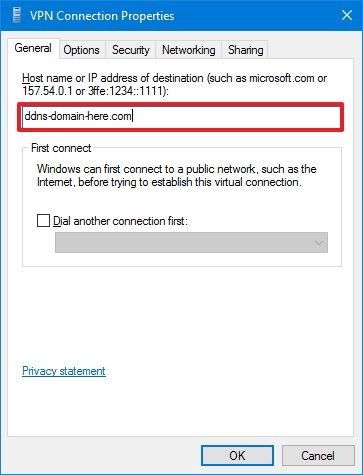 VPN Connection Properties
General Options Security Networking Sharing
Host name or IP address of destination (such as microsoft.com or
157.54.0.1 or 3ffe:1234::1111):
ddns-domain-here.com
First connect
Windows can first connect to a public network, such as the
Internet, before trying to establish this virtual connection.
Dial another connection first:
Privacy statement
OK Cancel